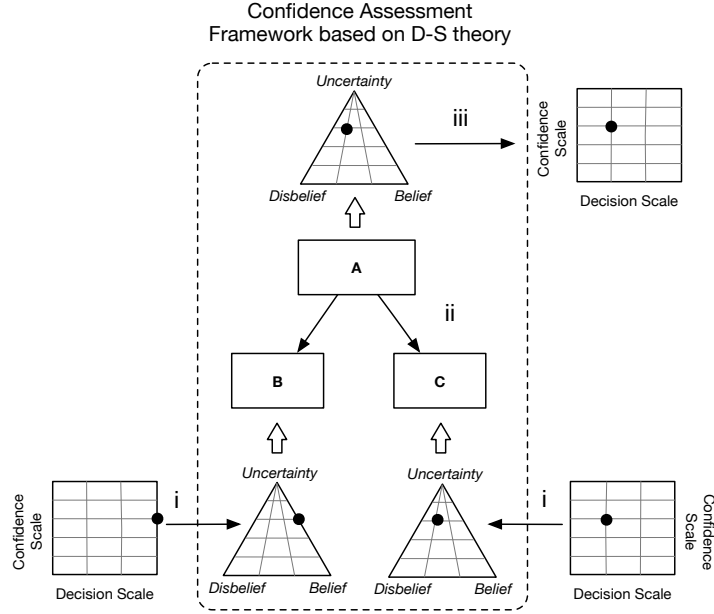 Confidence Assessment
Framework based on D-S theory
Uncertainty
iii
Confidence
Scale
Disbelief
Belief
Decision Scale
A
ii
B
C
Uncertainty
Uncertainty
i
i
Confidence
Scale
Confidence
Scale
Decision Scale
Disbelief
Belief
Disbelief
Belief
Decision Scale